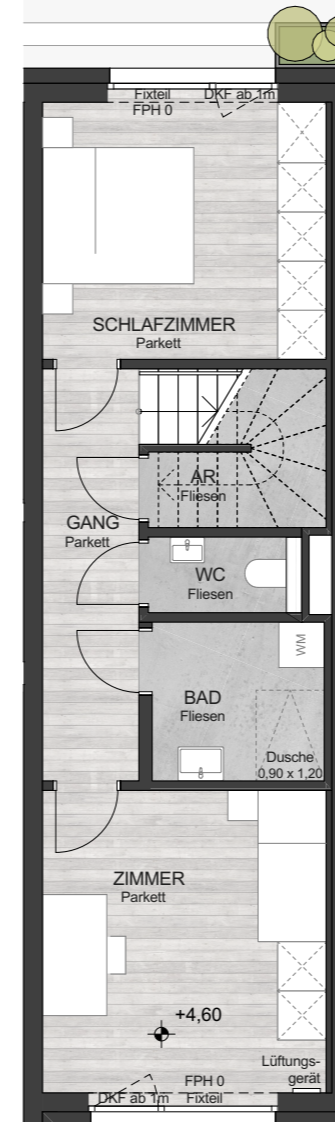 Fixteil DKF ab 1m
FPH 0
SCHLAFZIMMER
Parkett
AR
Fliesen
GANG
Parkett
WC
Fliesen
WM
BAD
Fliesen
Dusche
0,90 x 1,20
ZIMMER
Parkett
+4,60
Lüftungs-
gerät
FPH 0
DKF ab 1m Fixteil